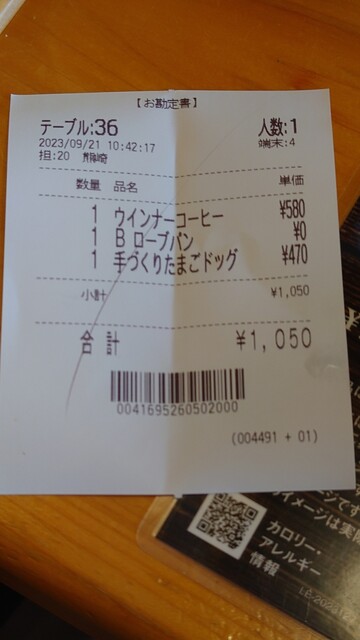 【お勘定書】
テーブル:36 人数:1
2023/09/21 10:42:17 端末:4
担:20
数量 品名 単価
1 ウインナーコーヒー ¥580
1 B ローブパン ¥0
1 手づくりたまごドッグ ¥470
小計 ¥1,050
合計 ¥1,050
0041695260502000
(004491 + 01)
カロリー・
アレルギー
情報